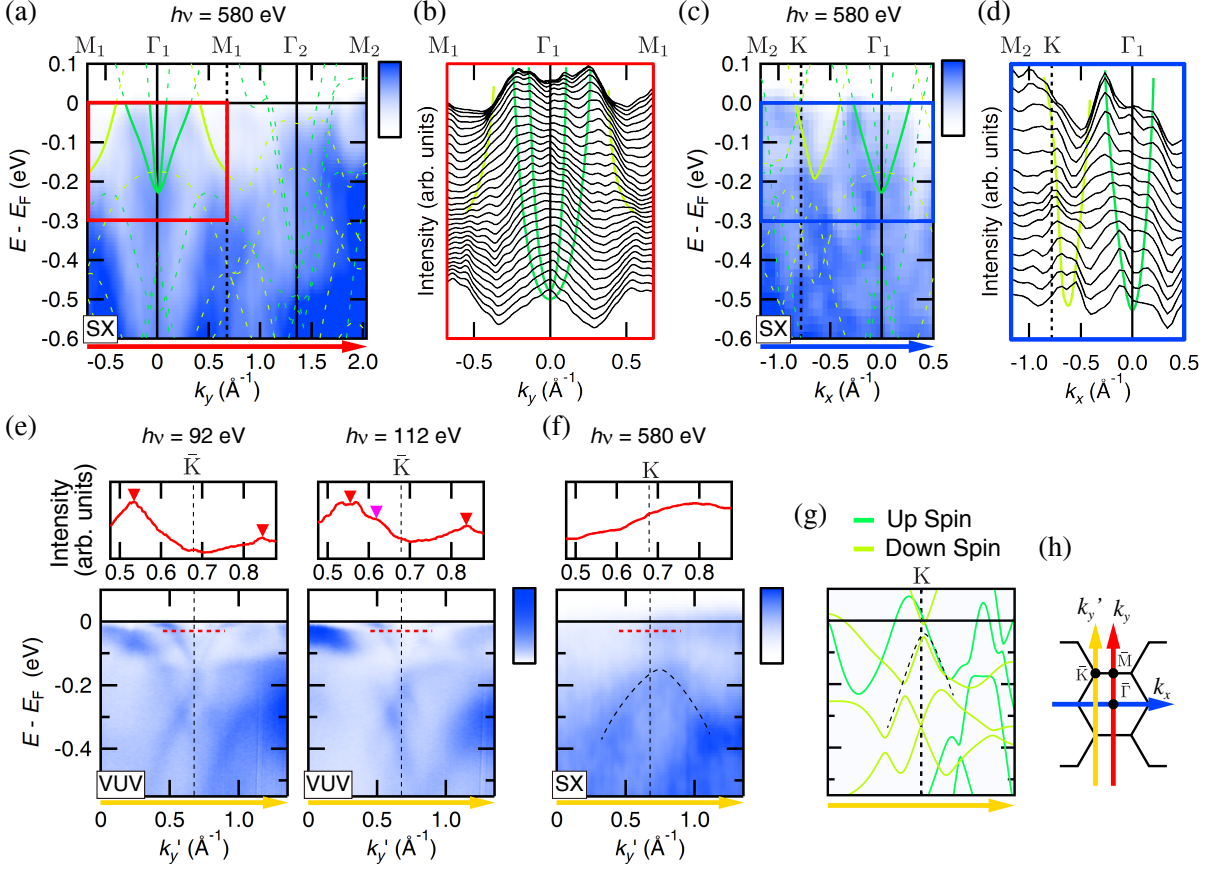 (a)
hν = 580 eV
M1 Γ1 M1 Γ2 M2
0.1
0
-0.1
-0.2
-0.3
-0.4
-0.5
-0.6
E - EF (eV)
SX
-0.5 0 0.5 1.0 1.5 2.0
ky (Å-1)
(b)
M1 Γ1 M1
Intensity (arb. units)
-0.5 0.0 0.5
ky (Å-1)
(c)
hν = 580 eV
M2 K Γ1
0.1
0.0
-0.1
-0.2
-0.3
-0.4
-0.5
-0.6
E - EF (eV)
SX
-1.0 -0.5 0.0 0.5
kx (Å-1)
(d)
M2 K Γ1
Intensity (arb. units)
-1.0 -0.5 0.0 0.5
kx (Å-1)
(e)
hν = 92 eV
K̄
Intensity
(arb. units)
0.5 0.6 0.7 0.8
0
-0.2
-0.4
E - EF (eV)
VUV
0 0.5 1.0
ky' (Å-1)
hν = 112 eV
K̄
0.5 0.6 0.7 0.8
VUV
0 0.5 1.0
ky' (Å-1)
(f)
hν = 580 eV
K
0.5 0.6 0.7 0.8
0
-0.2
-0.4
E - EF (eV)
SX
0 0.5 1.0
ky' (Å-1)
(g)
Up Spin
Down Spin
K
(h)
ky' ky
K̄ M̄
Γ̄
kx